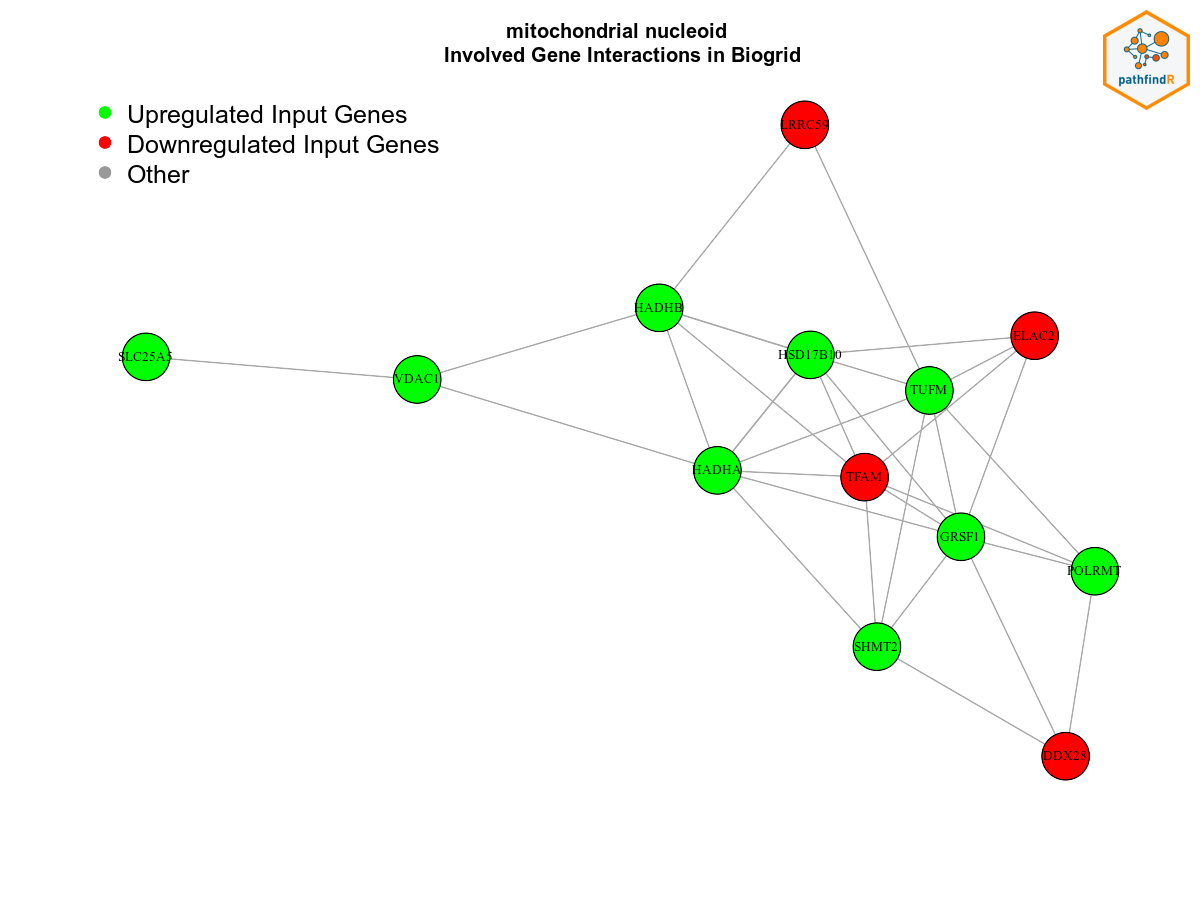 mitochondrial nucleoid
Involved Gene Interactions in Biogrid
pathfindR
Upregulated Input Genes
Downregulated Input Genes
Other
LRRC59
HADHB
ELAC2
HSD17B10
SLC25A5
VDAC1
TUFM
HADHA
TFAM
GRSF1
POLRMT
SHMT2
DDX28